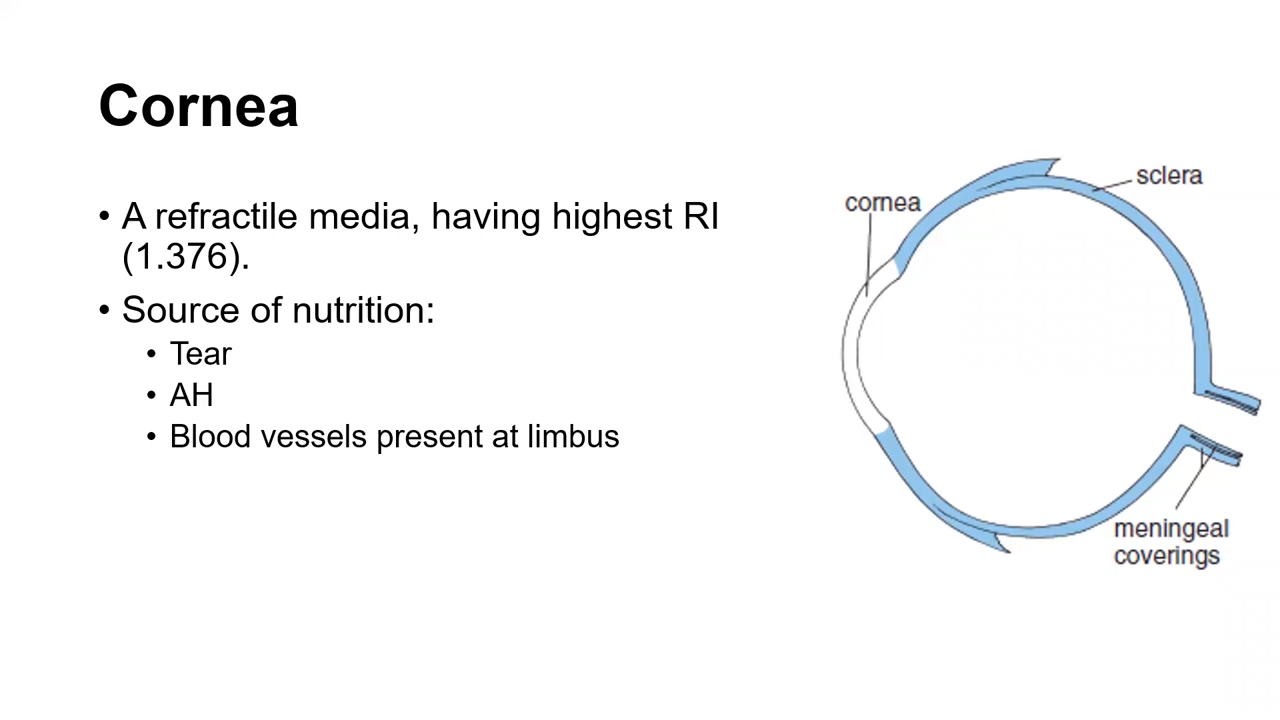 Cornea
• A refractile media, having highest RI
(1.376).
• Source of nutrition:
• Tear
• AH
• Blood vessels present at limbus
cornea
sclera
meningeal
coverings